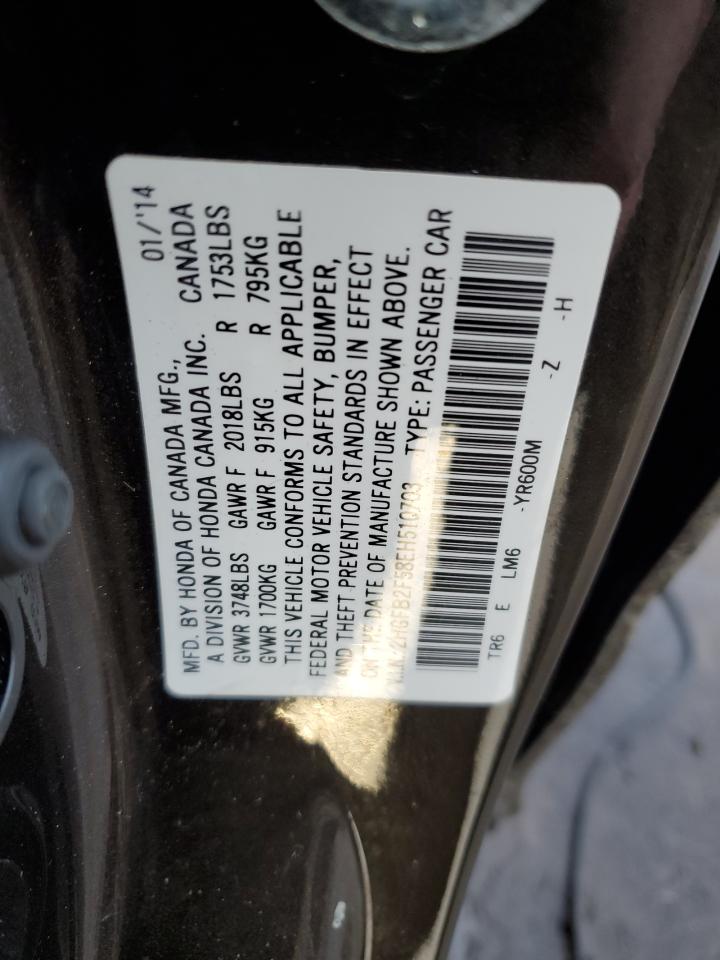 MFD. BY HONDA OF CANADA MFG., 01/'14
A DIVISION OF HONDA CANADA INC. CANADA
GVWR 3748LBS GAWR F 2018LBS R 1753LBS
GVWR 1700KG GAWR F 915KG R 795KG
THIS VEHICLE CONFORMS TO ALL APPLICABLE
FEDERAL MOTOR VEHICLE SAFETY, BUMPER,
AND THEFT PREVENTION STANDARDS IN EFFECT
ON THE DATE OF MANUFACTURE SHOWN ABOVE.
V.I.N.: 2HGFB2F58EH510703 TYPE: PASSENGER CAR
TR6 E LM6 -YR600M -Z -H